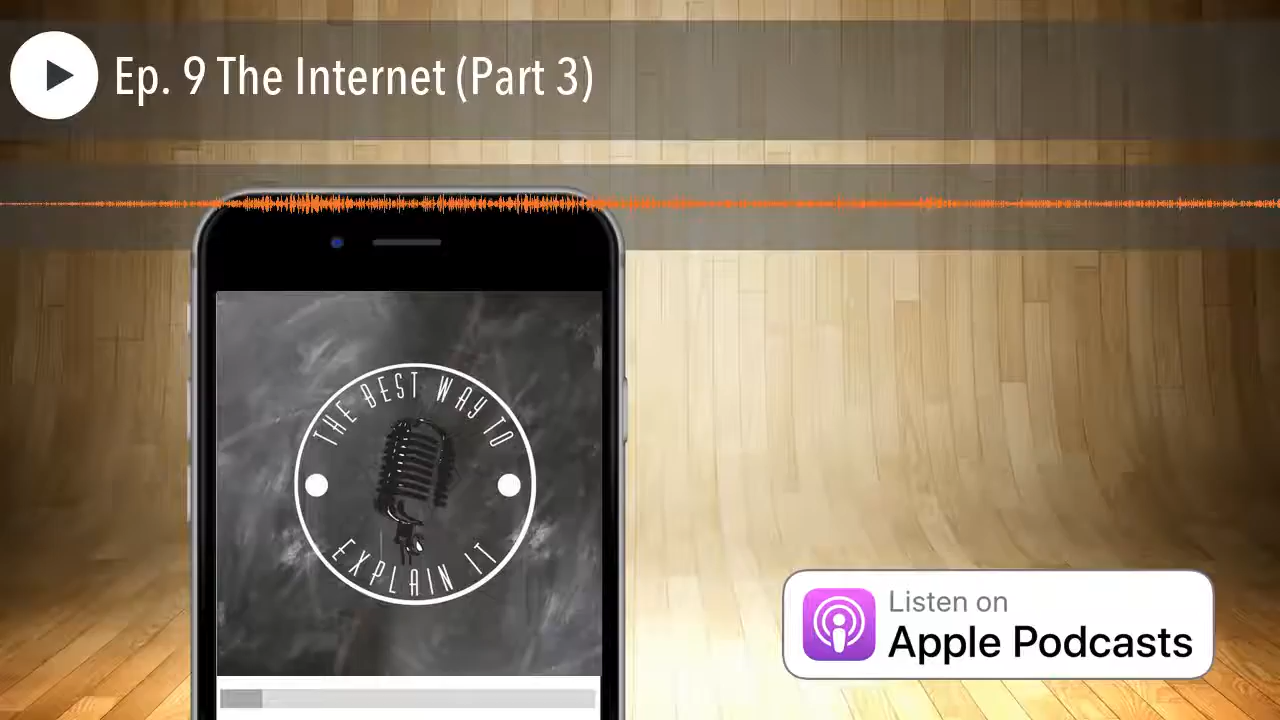 Ep. 9 The Internet (Part 3)
THE BEST WAY TO
EXPLAIN IT
Listen on
Apple Podcasts